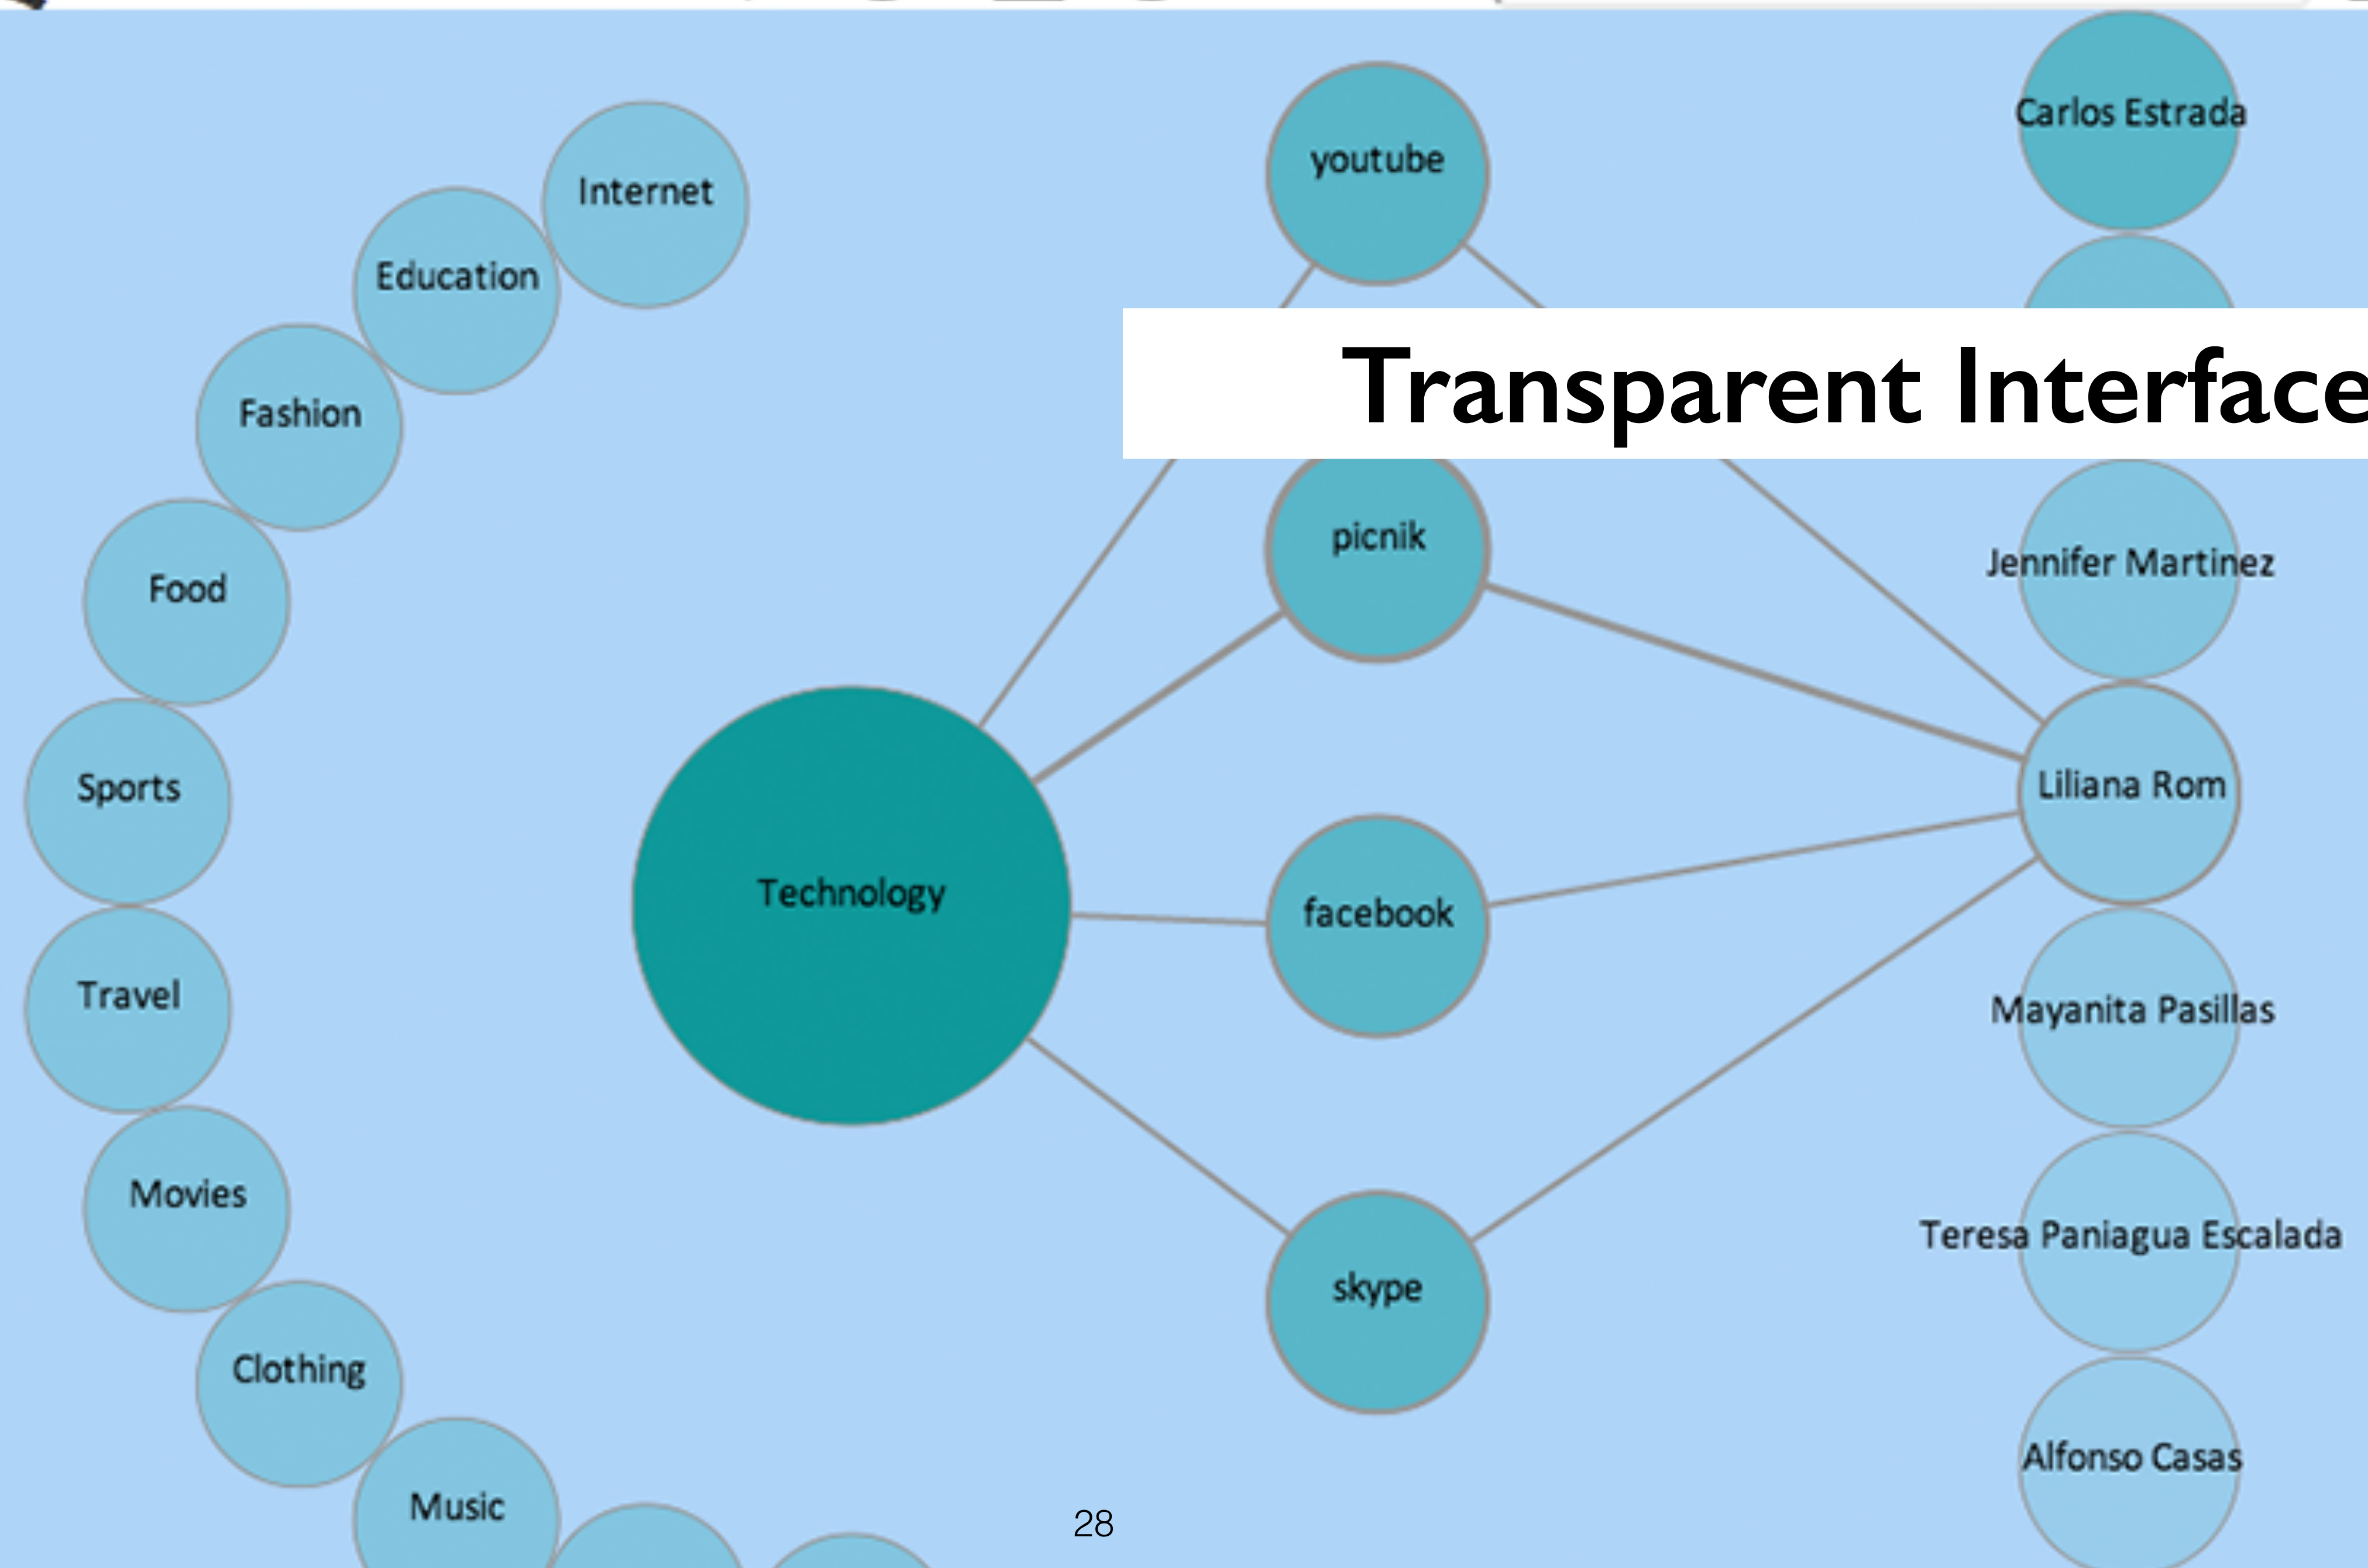 Internet
Education
Fashion
Food
Sports
Travel
Movies
Clothing
Music
Technology
youtube
picnik
facebook
skype
Transparent Interface
Carlos Estrada
Jennifer Martinez
Liliana Rom
Mayanita Pasillas
Teresa Paniagua Escalada
Alfonso Casas
28